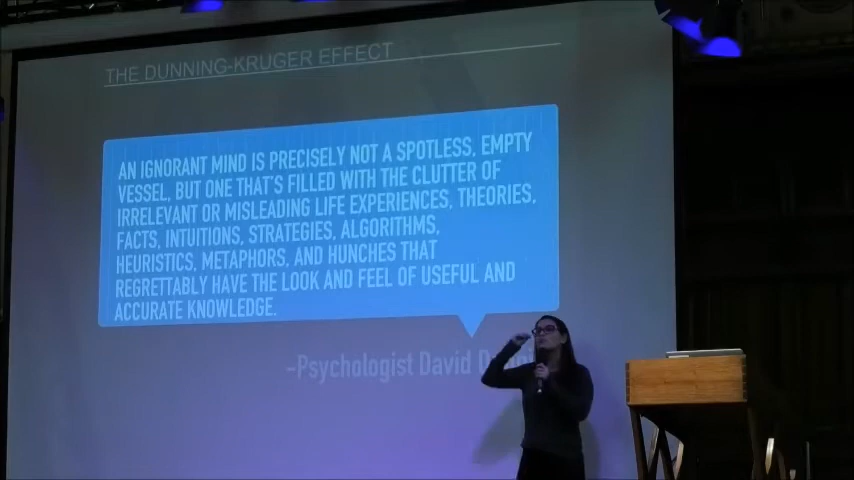 THE DUNNING-KRUGER EFFECT
AN IGNORANT MIND IS PRECISELY NOT A SPOTLESS, EMPTY
VESSEL, BUT ONE THAT'S FILLED WITH THE CLUTTER OF
IRRELEVANT OR MISLEADING LIFE EXPERIENCES, THEORIES,
FACTS, INTUITIONS, STRATEGIES, ALGORITHMS,
HEURISTICS, METAPHORS, AND HUNCHES THAT
REGRETTABLY HAVE THE LOOK AND FEEL OF USEFUL AND
ACCURATE KNOWLEDGE.
–Psychologist David